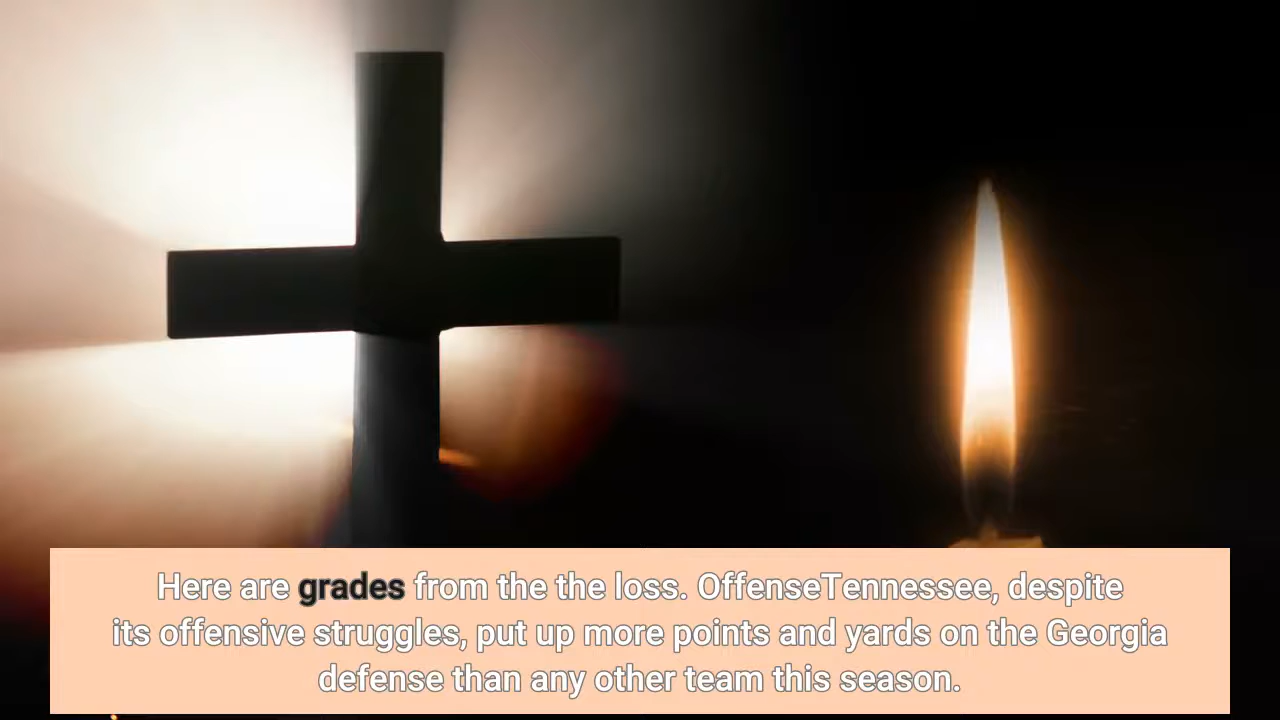 Here are grades from the the loss. OffenseTennessee, despite
its offensive struggles, put up more points and yards on the Georgia
defense than any other team this season.